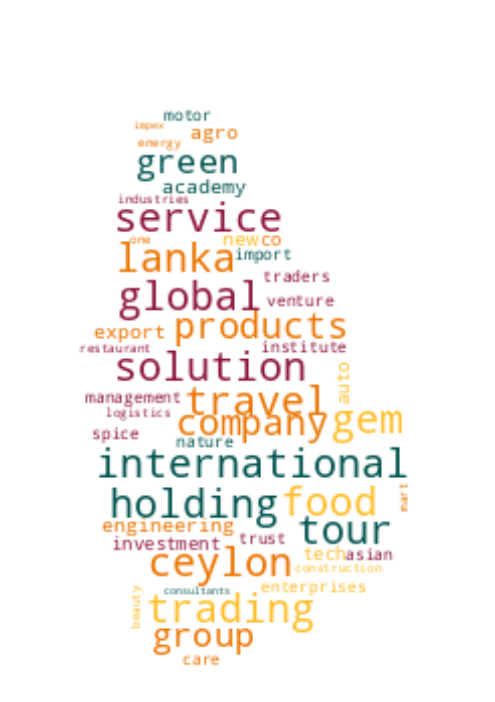 motor
impex
agro
energy
green
academy
industries
service
one
new co
lanka
import
traders
global
venture
products
export
restaurant
institute
solution
auto
management
travel
logistics
company
gem
spice
nature
international
holding
food
mart
engineering
tour
investment
trust
tech
asian
ceylon
construction
consultants
enterprises
beauty
trading
group
care